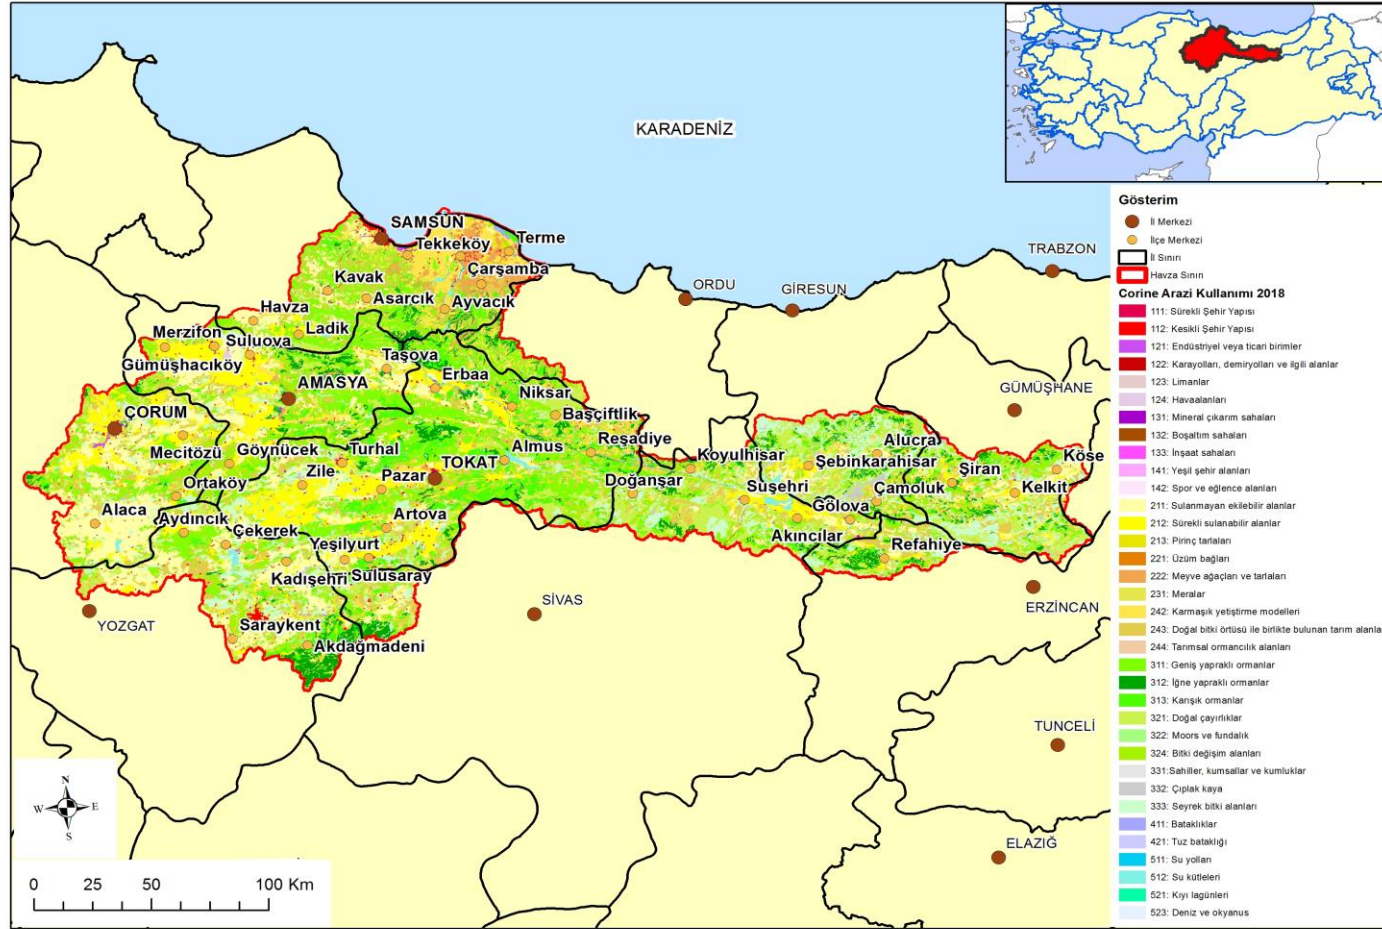 KARADENİZ
SAMSUN
Tekkeköy
Terme
Çarşamba
Kavak
Asarcık
Ayvacık
Havza
Ladik
Merzifon
Suluova
Gümüşhacıköy
Taşova
AMASYA
Erbaa
Niksar
Başçiftlik
ÇORUM
Mecitözü
Göynücek
Turhal
Zile
Pazar
TOKAT
Almus
Reşadiye
Ortaköy
Alaca
Aydıncık
Çekerek
Artova
Yeşilyurt
Sulusaray
Kadışehri
Saraykent
Akdağmadeni
Doğanşar
Koyulhisar
Suşehri
Şebinkarahisar
Alucra
Çamoluk
Gölova
Akıncılar
Refahiye
Şiran
Köse
Kelkit
ORDU
GİRESUN
TRABZON
GÜMÜŞHANE
ERZİNCAN
TUNCELİ
ELAZIĞ
SİVAS
YOZGAT
N
W
E
S
0 25 50 100 Km
Gösterim
İl Merkezi
İlçe Merkezi
İl Sınırı
Havza Sınırı
Corine Arazi Kullanımı 2018
111: Sürekli Şehir Yapısı
112: Kesikli Şehir Yapısı
121: Endüstriyel veya ticari birimler
122: Karayolları, demiryolları ve ilgili alanlar
123: Limanlar
124: Havaalanları
131: Mineral çıkarım sahaları
132: Boşaltım sahaları
133: İnşaat sahaları
141: Yeşil şehir alanları
142: Spor ve eğlence alanları
211: Sulanmayan ekilebilir alanlar
212: Sürekli sulanabilir alanlar
213: Pirinç tarlaları
221: Üzüm bağları
222: Meyve ağaçları ve tarlaları
231: Meralar
242: Karmaşık yetiştirme modelleri
243: Doğal bitki örtüsü ile birlikte bulunan tarım alanla
244: Tarımsal ormancılık alanları
311: Geniş yapraklı ormanlar
312: İğne yapraklı ormanlar
313: Karışık ormanlar
321: Doğal çayırlıklar
322: Moors ve fundalık
324: Bitki değişim alanları
331:Sahiller, kumsallar ve kumluklar
332: Çıplak kaya
333: Seyrek bitki alanları
411: Bataklıklar
421: Tuz bataklığı
511: Su yolları
512: Su kütleleri
521: Kıyı lagünleri
523: Deniz ve okyanus